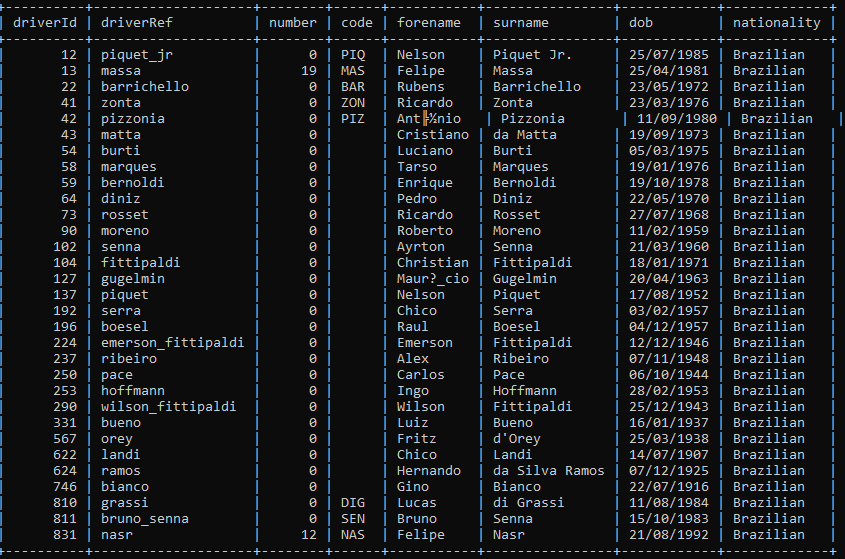 driverId | driverRef | number | code | forename | surname | dob | nationality |
12 | piquet_jr | 0 | PIQ | Nelson | Piquet Jr. | 25/07/1985 | Brazilian |
13 | massa | 19 | MAS | Felipe | Massa | 25/04/1981 | Brazilian |
22 | barrichello | 0 | BAR | Rubens | Barrichello | 23/05/1972 | Brazilian |
41 | zonta | 0 | ZON | Ricardo | Zonta | 23/03/1976 | Brazilian |
42 | pizzonia | 0 | PIZ | Ant╠½nio | Pizzonia | 11/09/1980 | Brazilian |
43 | matta | 0 | | Cristiano | da Matta | 19/09/1973 | Brazilian |
54 | burti | 0 | | Luciano | Burti | 05/03/1975 | Brazilian |
58 | marques | 0 | | Tarso | Marques | 19/01/1976 | Brazilian |
59 | bernoldi | 0 | | Enrique | Bernoldi | 19/10/1978 | Brazilian |
64 | diniz | 0 | | Pedro | Diniz | 22/05/1970 | Brazilian |
73 | rosset | 0 | | Ricardo | Rosset | 27/07/1968 | Brazilian |
90 | moreno | 0 | | Roberto | Moreno | 11/02/1959 | Brazilian |
102 | senna | 0 | | Ayrton | Senna | 21/03/1960 | Brazilian |
104 | fittipaldi | 0 | | Christian | Fittipaldi | 18/01/1971 | Brazilian |
127 | gugelmin | 0 | | Maur?_cio | Gugelmin | 20/04/1963 | Brazilian |
137 | piquet | 0 | | Nelson | Piquet | 17/08/1952 | Brazilian |
192 | serra | 0 | | Chico | Serra | 03/02/1957 | Brazilian |
196 | boesel | 0 | | Raul | Boesel | 04/12/1957 | Brazilian |
224 | emerson_fittipaldi | 0 | | Emerson | Fittipaldi | 12/12/1946 | Brazilian |
237 | ribeiro | 0 | | Alex | Ribeiro | 07/11/1948 | Brazilian |
250 | pace | 0 | | Carlos | Pace | 06/10/1944 | Brazilian |
253 | hoffmann | 0 | | Ingo | Hoffmann | 28/02/1953 | Brazilian |
290 | wilson_fittipaldi | 0 | | Wilson | Fittipaldi | 25/12/1943 | Brazilian |
331 | bueno | 0 | | Luiz | Bueno | 16/01/1937 | Brazilian |
567 | orey | 0 | | Fritz | d'Orey | 25/03/1938 | Brazilian |
622 | landi | 0 | | Chico | Landi | 14/07/1907 | Brazilian |
624 | ramos | 0 | | Hernando | da Silva Ramos | 07/12/1925 | Brazilian |
746 | bianco | 0 | | Gino | Bianco | 22/07/1916 | Brazilian |
810 | grassi | 0 | DIG | Lucas | di Grassi | 11/08/1984 | Brazilian |
811 | bruno_senna | 0 | SEN | Bruno | Senna | 15/10/1983 | Brazilian |
831 | nasr | 12 | NAS | Felipe | Nasr | 21/08/1992 | Brazilian |